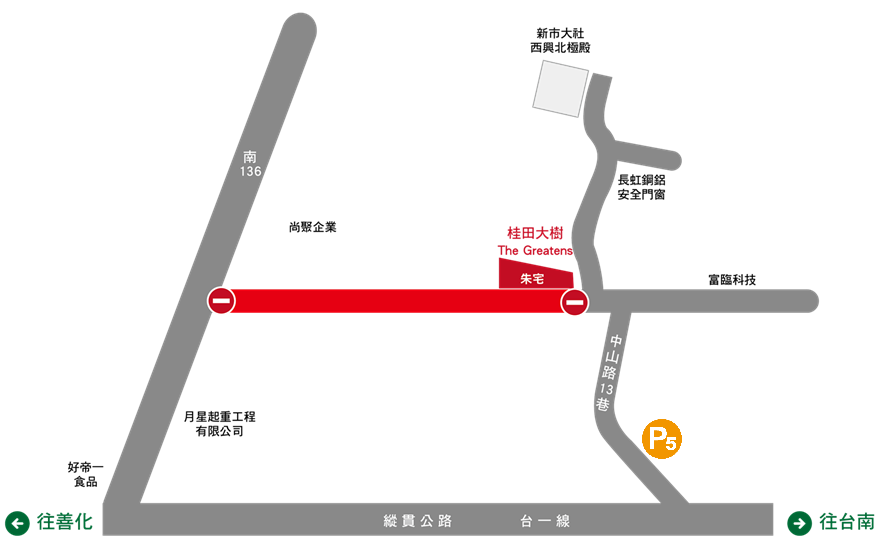 新市大社
西興北極殿
南
136
長虹鋼鋁
安全門窗
尚聚企業
桂田大樹
The Greatens
朱宅
富臨科技
中山路13巷
月星起重工程
有限公司
P5
好帝一
食品
往善化
縱貫公路 台一線
往台南